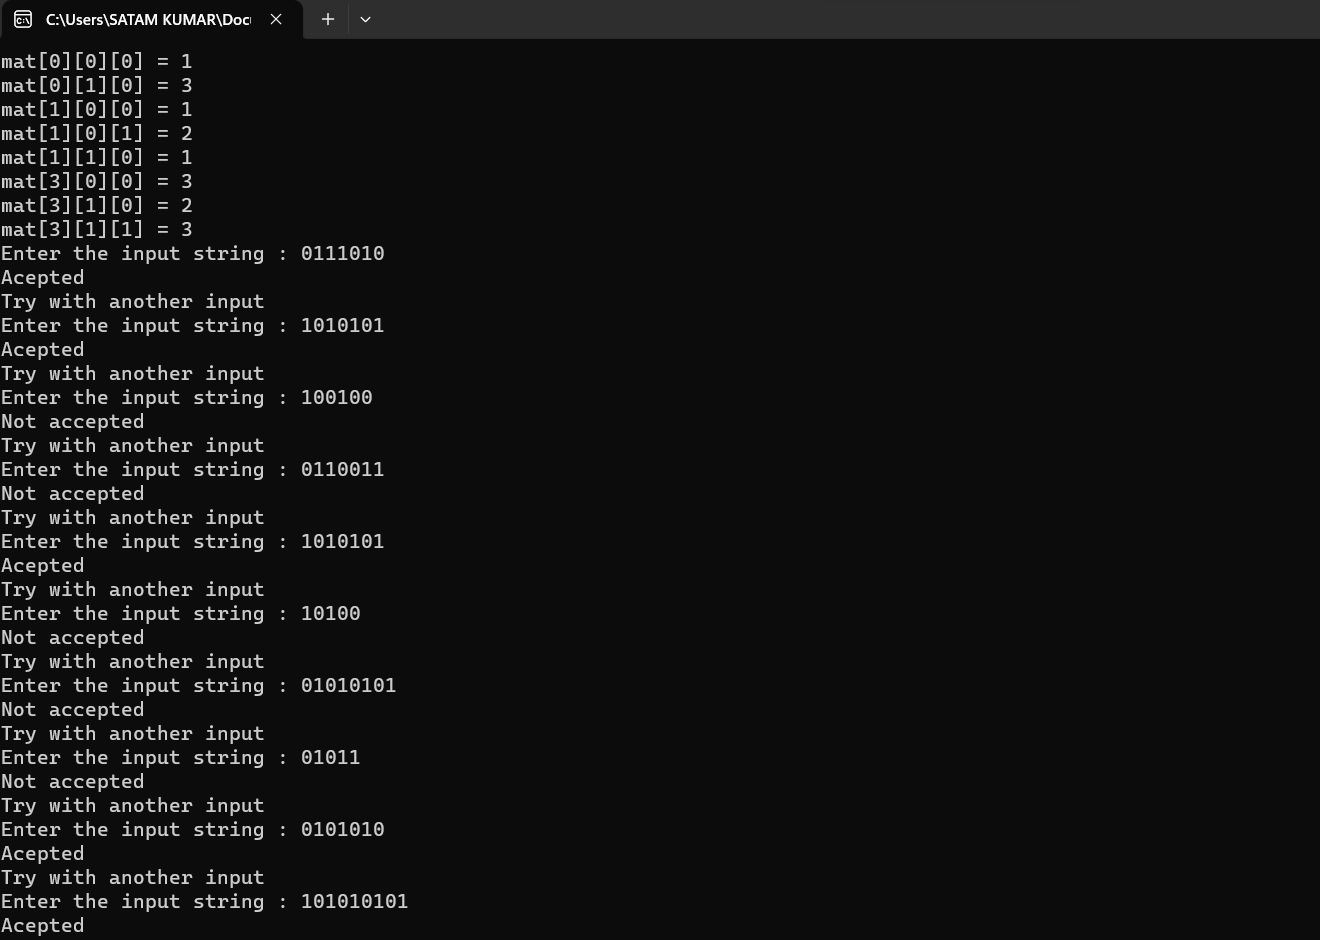 C:\Users\SATAM KUMAR\Doc
mat[0][0][0] = 1
mat[0][1][0] = 3
mat[1][0][0] = 1
mat[1][0][1] = 2
mat[1][1][0] = 1
mat[3][0][0] = 3
mat[3][1][0] = 2
mat[3][1][1] = 3
Enter the input string : 0111010
Acepted
Try with another input
Enter the input string : 1010101
Acepted
Try with another input
Enter the input string : 100100
Not accepted
Try with another input
Enter the input string : 0110011
Not accepted
Try with another input
Enter the input string : 1010101
Acepted
Try with another input
Enter the input string : 10100
Not accepted
Try with another input
Enter the input string : 01010101
Not accepted
Try with another input
Enter the input string : 01011
Not accepted
Try with another input
Enter the input string : 0101010
Acepted
Try with another input
Enter the input string : 101010101
Acepted